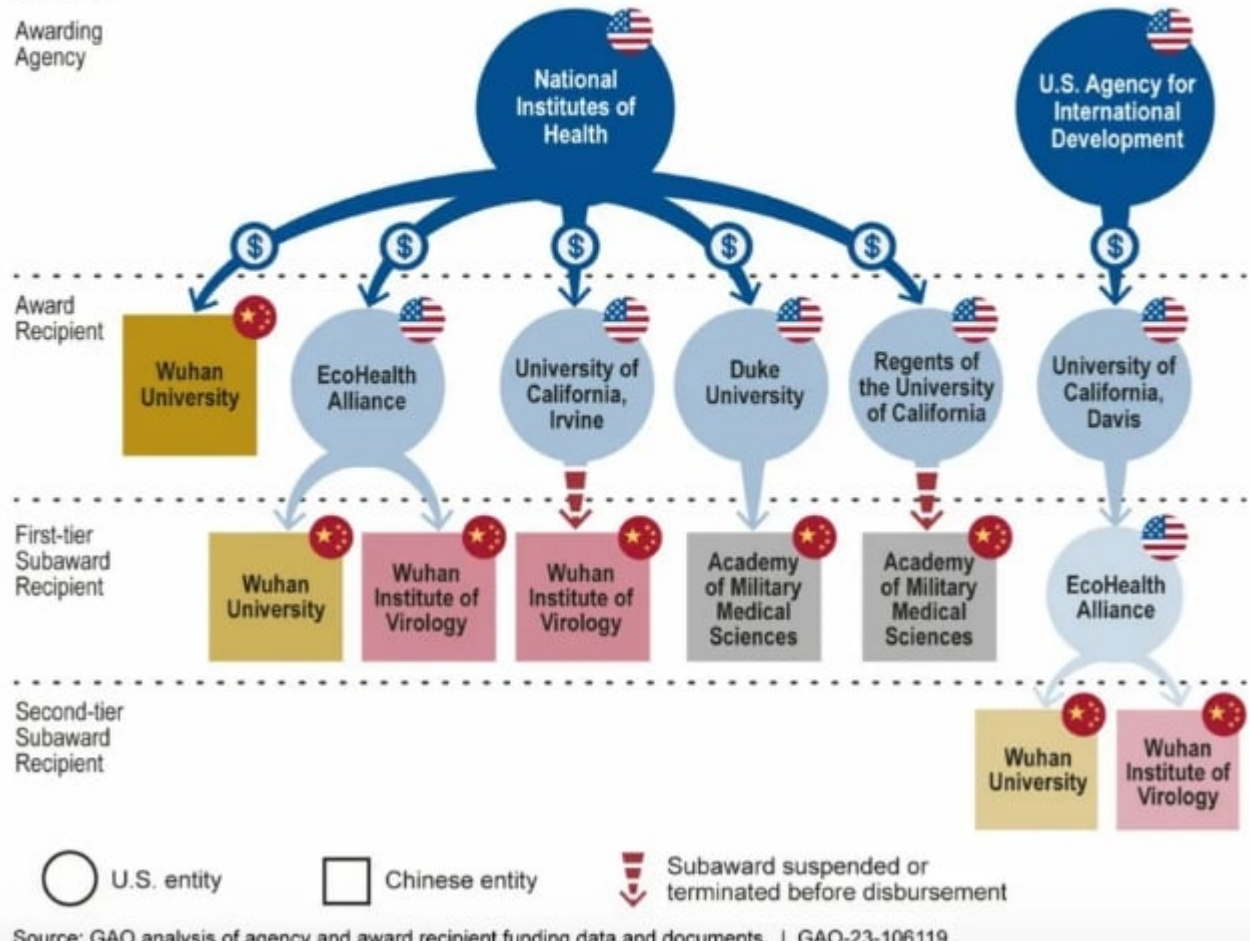 Awarding
Agency
National
Institutes of
Health
U.S. Agency for
International
Development
$
$
$
$
$
$
Award
Recipient
Wuhan
University
EcoHealth
Alliance
University of
California,
Irvine
Duke
University
Regents of
the University
of California
University of
California,
Davis
First-tier
Subaward
Recipient
Wuhan
University
Wuhan
Institute of
Virology
Wuhan
Institute of
Virology
Academy
of Military
Medical
Sciences
Academy
of Military
Medical
Sciences
EcoHealth
Alliance
Second-tier
Subaward
Recipient
Wuhan
University
Wuhan
Institute of
Virology
U.S. entity
Chinese entity
Subaward suspended or
terminated before disbursement
Source: GAO analysis of agency and award recipient funding data and documents. | GAO-23-106119